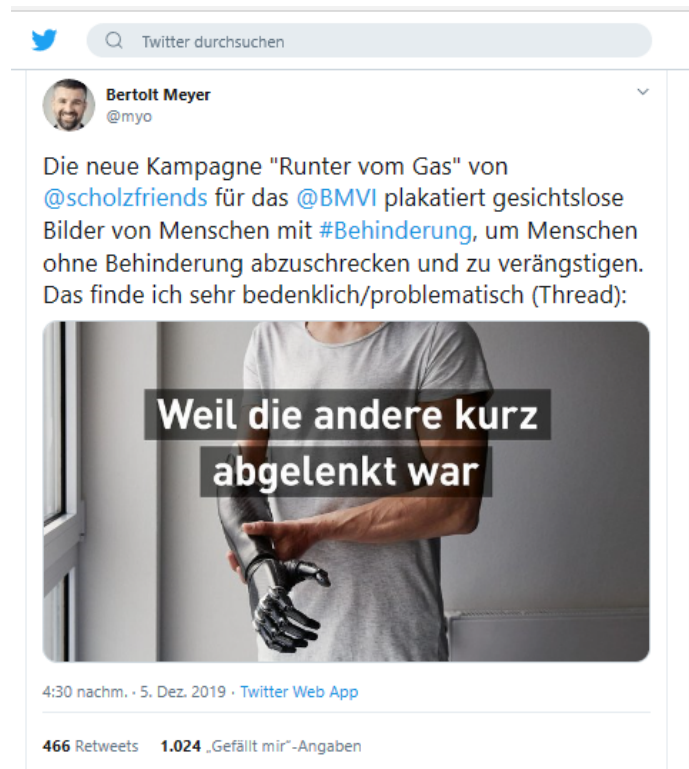 Twitter durchsuchen
Bertolt Meyer
@myo
Die neue Kampagne "Runter vom Gas" von
@scholzfriends für das @BMVI plakatiert gesichtslose
Bilder von Menschen mit #Behinderung, um Menschen
ohne Behinderung abzuschrecken und zu verängstigen.
Das finde ich sehr bedenklich/problematisch (Thread):
Weil die andere kurz
abgelenkt war
4:30 nachm. · 5. Dez. 2019 · Twitter Web App
466 Retweets 1.024 „Gefällt mir“-Angaben